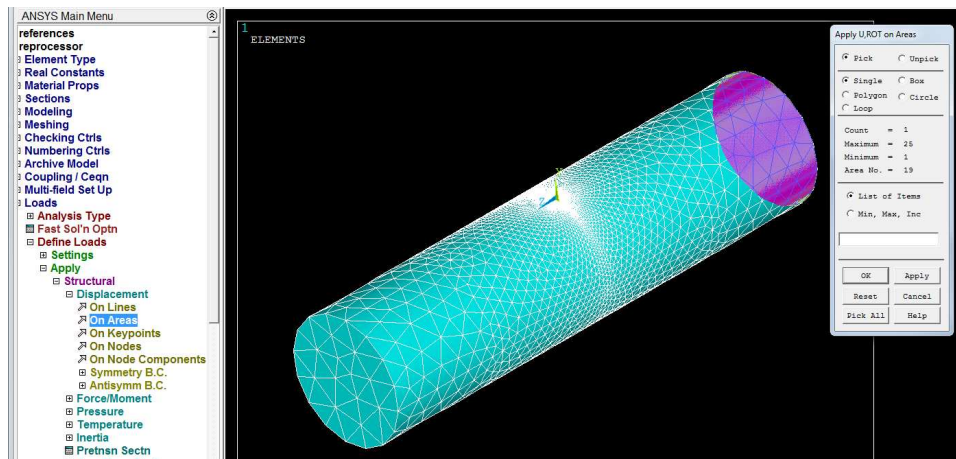 ANSYS Main Menu
references
reprocessor
Element Type
Real Constants
Material Props
Sections
Modeling
Meshing
Checking Ctrls
Numbering Ctrls
Archive Model
Coupling / Ceqn
Multi-field Set Up
Loads
Analysis Type
Fast Sol'n Optn
Define Loads
Settings
Apply
Structural
Displacement
On Lines
On Areas
On Keypoints
On Nodes
On Node Components
Symmetry B.C.
Antisymm B.C.
Force/Moment
Pressure
Temperature
Inertia
Pretnsn Sectn
1
ELEMENTS
Y
Z
Apply U,ROT on Areas
Pick Unpick
Single Box
Polygon Circle
Loop
Count = 1
Maximum = 25
Minimum = 1
Area No. = 19
List of Items
Min, Max, Inc
OK Apply
Reset Cancel
Pick All Help